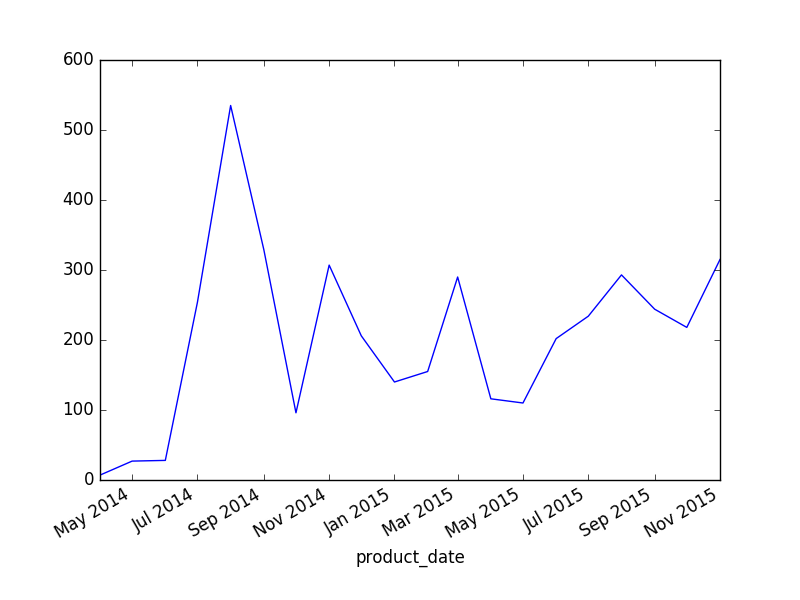 600
500
400
300
200
100
0
May 2014
Jul 2014
Sep 2014
Nov 2014
Jan 2015
Mar 2015
May 2015
Jul 2015
Sep 2015
Nov 2015
product_date